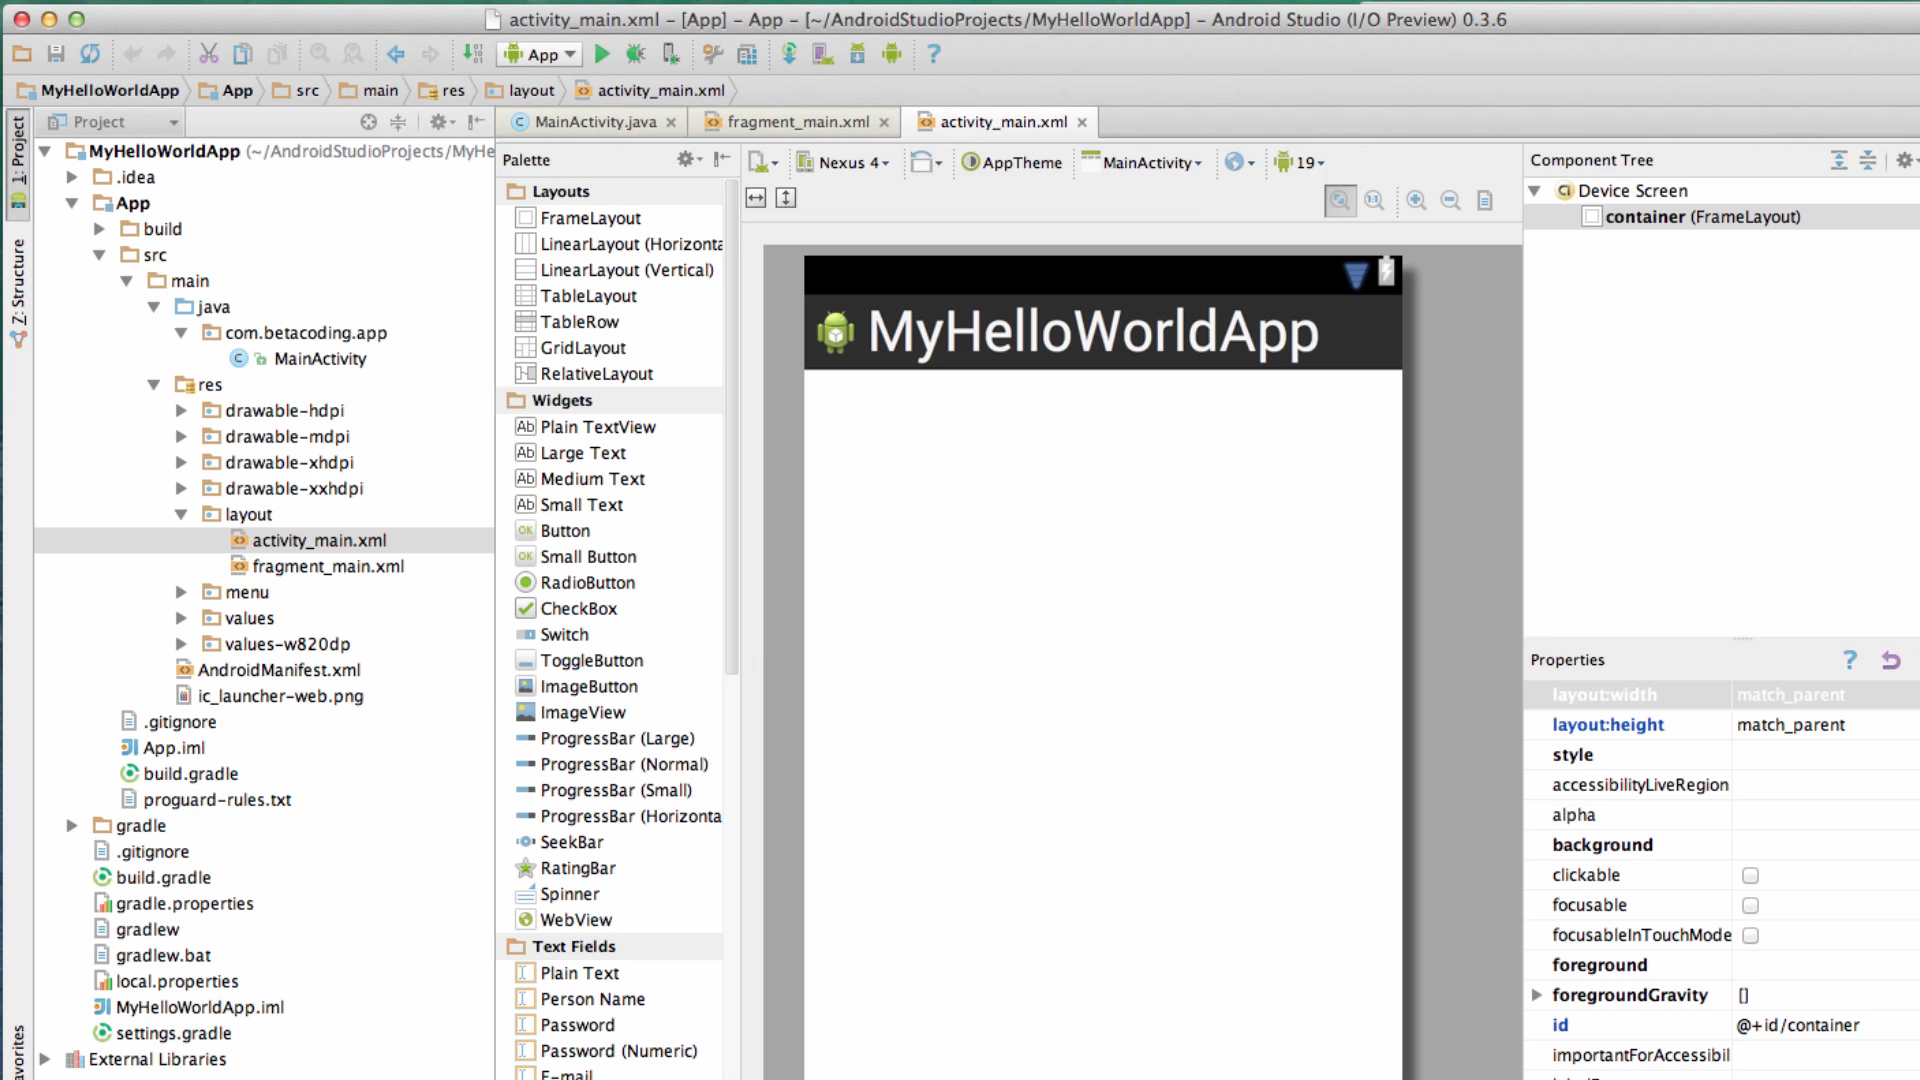 activity_main.xml – [App] – App – [~/AndroidStudioProjects/MyHelloWorldApp] – Android Studio (I/O Preview) 0.3.6
App
?
MyHelloWorldApp
App
src
main
res
layout
activity_main.xml
1: Project
Z: Structure
Project
MyHelloWorldApp (~/AndroidStudioProjects/MyHe
.idea
App
build
src
main
java
com.betacoding.app
MainActivity
res
drawable-hdpi
drawable-mdpi
drawable-xhdpi
drawable-xxhdpi
layout
activity_main.xml
fragment_main.xml
menu
values
values-w820dp
AndroidManifest.xml
ic_launcher-web.png
.gitignore
App.iml
build.gradle
proguard-rules.txt
gradle
.gitignore
build.gradle
gradle.properties
gradlew
gradlew.bat
local.properties
MyHelloWorldApp.iml
settings.gradle
External Libraries
MainActivity.java
fragment_main.xml
activity_main.xml
Palette
Layouts
FrameLayout
LinearLayout (Horizonta
LinearLayout (Vertical)
TableLayout
TableRow
GridLayout
RelativeLayout
Widgets
Ab Plain TextView
Ab Large Text
Ab Medium Text
Ab Small Text
OK Button
OK Small Button
RadioButton
CheckBox
Switch
ToggleButton
ImageButton
ImageView
ProgressBar (Large)
ProgressBar (Normal)
ProgressBar (Small)
ProgressBar (Horizonta
SeekBar
RatingBar
Spinner
WebView
Text Fields
Plain Text
Person Name
Password
Password (Numeric)
E-mail
Nexus 4
AppTheme
MainActivity
19
MyHelloWorldApp
Component Tree
Device Screen
container (FrameLayout)
Properties
?
layout:width match_parent
layout:height match_parent
style
accessibilityLiveRegion
alpha
background
clickable
focusable
focusableInTouchMode
foreground
foregroundGravity []
id @+id/container
importantForAccessibil